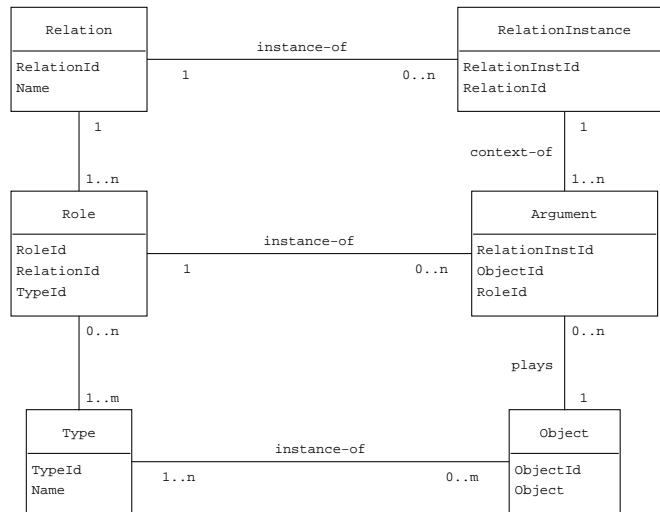 Relation
RelationInstance
instance-of
RelationId
Name
1
0..n
RelationInstId
RelationId
1
1
context-of
1..n
1..n
Role
Argument
instance-of
RoleId
RelationId
TypeId
1
0..n
RelationInstId
ObjectId
RoleId
0..n
0..n
plays
1..m
1
Type
Object
instance-of
TypeId
Name
1..n
0..m
ObjectId
Object